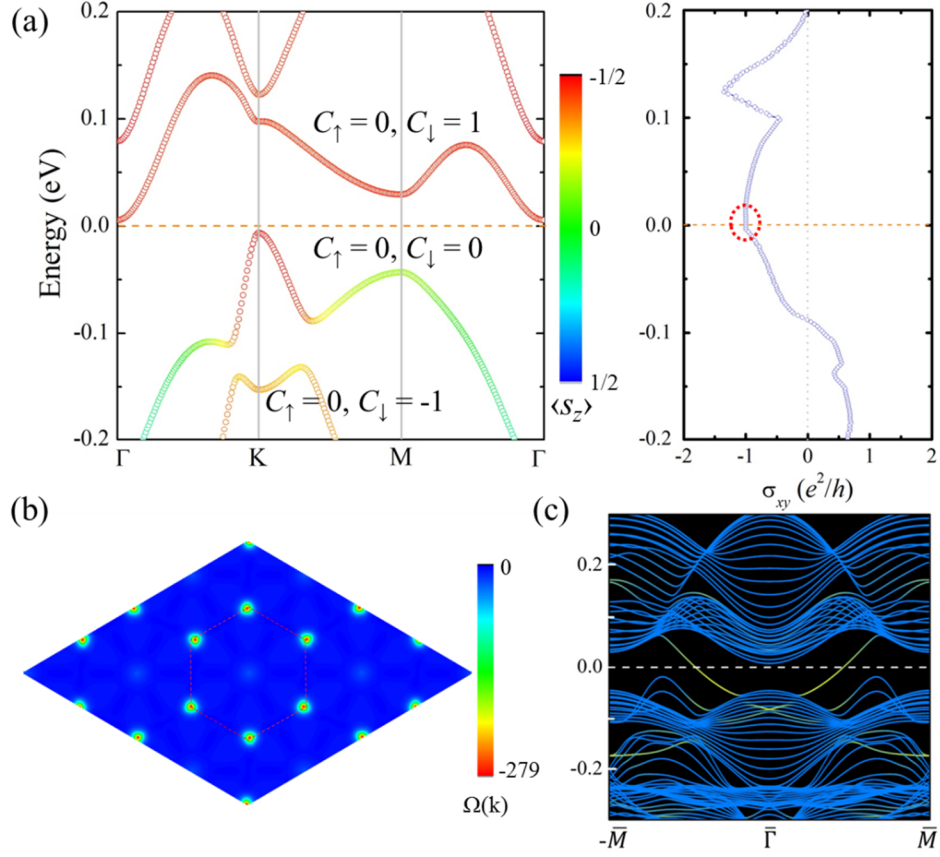 (a)
0.2
0.1
0.0
-0.1
-0.2
Energy (eV)
C↑ = 0, C↓ = 1
C↑ = 0, C↓ = 0
C↑ = 0, C↓ = -1
Γ K M Γ
-1/2
0
1/2
⟨s_z⟩
0.2
0.1
0.0
-0.1
-0.2
-2 -1 0 1 2
σ_xy (e²/h)
(b)
0
-279
Ω(k)
(c)
0.2
0.0
-0.2
-M̅ Γ̅ M̅